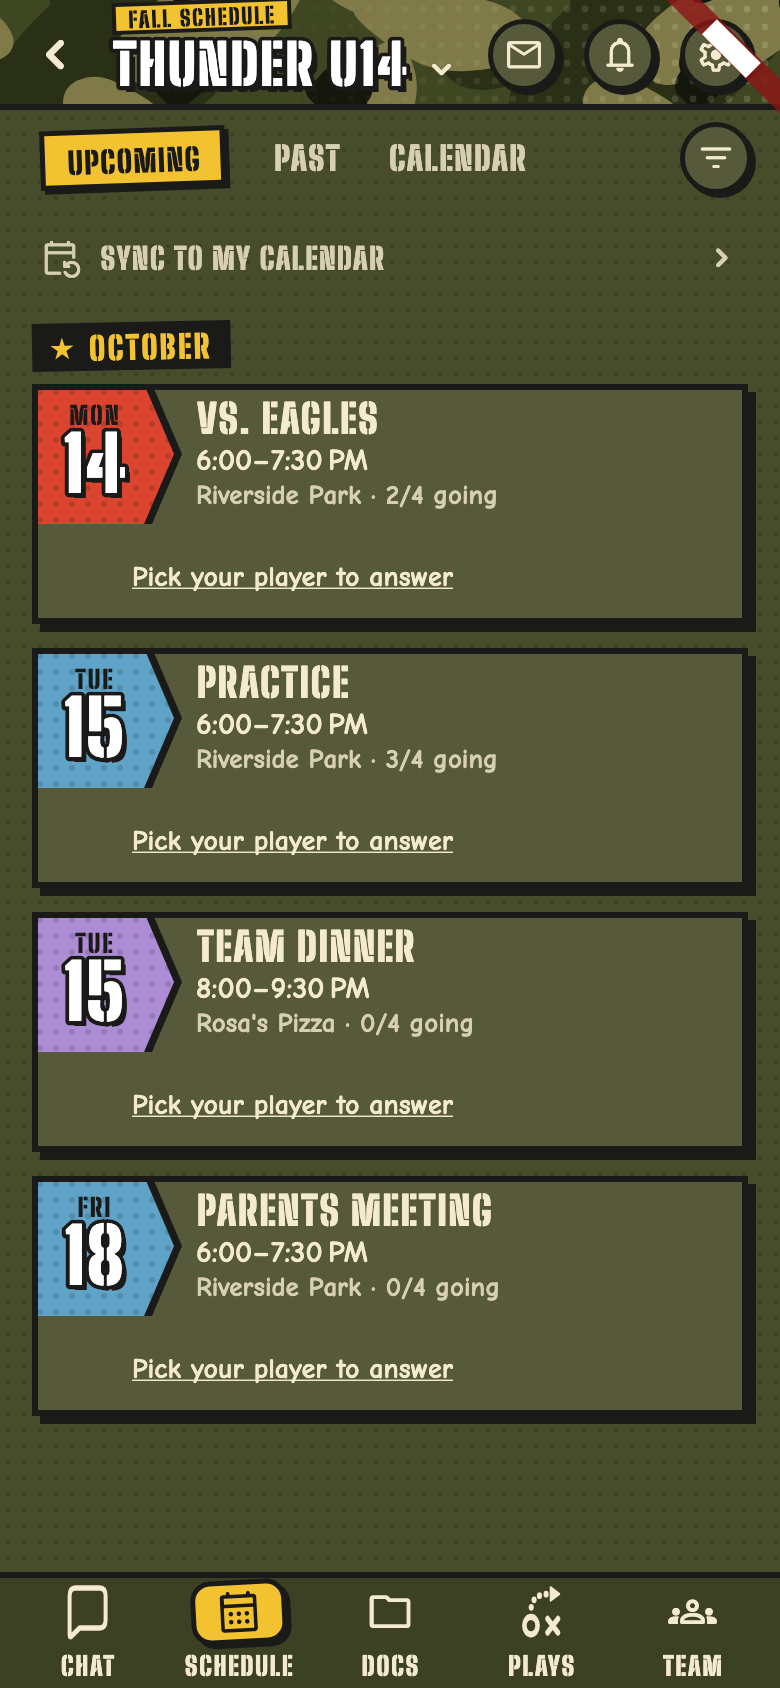 FALL SCHEDULE
THUNDER U14
UPCOMING
PAST
CALENDAR
SYNC TO MY CALENDAR
★ OCTOBER
MON
14
VS. EAGLES
6:00–7:30 PM
Riverside Park · 2/4 going
Pick your player to answer
TUE
15
PRACTICE
6:00–7:30 PM
Riverside Park · 3/4 going
Pick your player to answer
TUE
15
TEAM DINNER
8:00–9:30 PM
Rosa's Pizza · 0/4 going
Pick your player to answer
FRI
18
PARENTS MEETING
6:00–7:30 PM
Riverside Park · 0/4 going
Pick your player to answer
CHAT
SCHEDULE
DOCS
PLAYS
TEAM